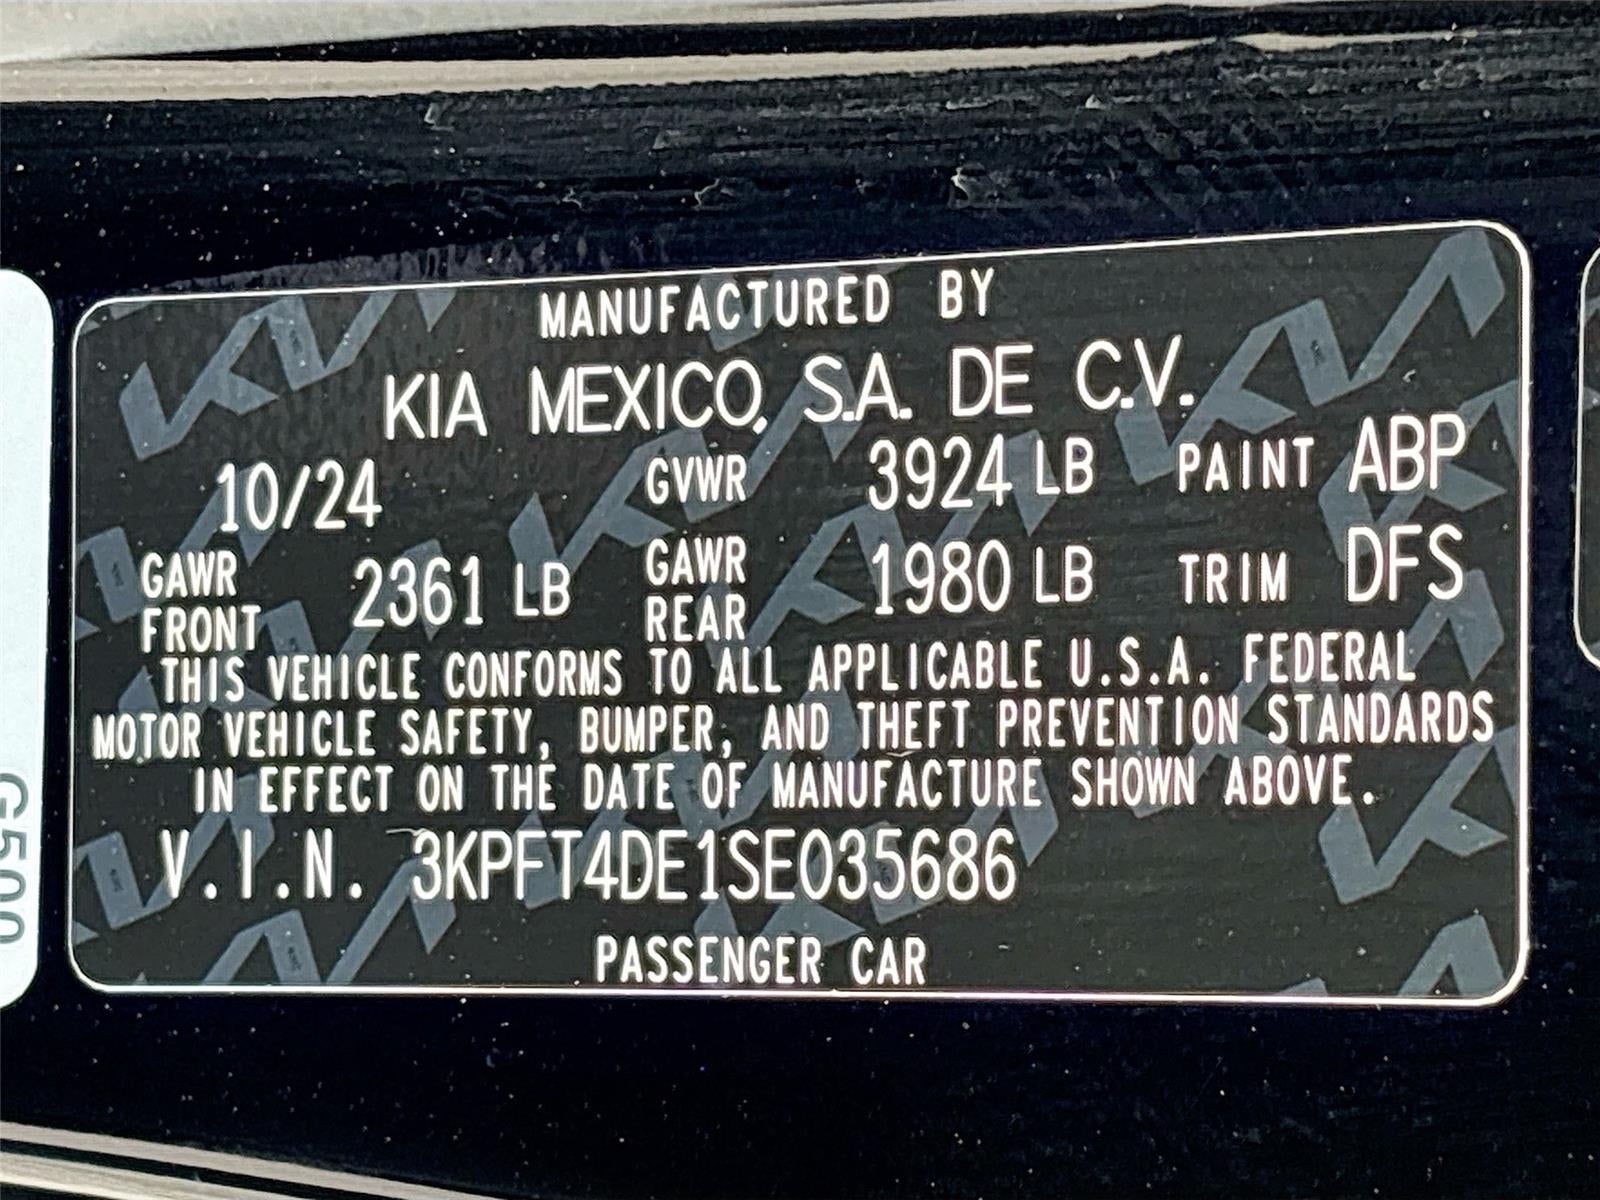 MANUFACTURED BY
KIA MEXICO, S.A. DE C.V.
10/24 GVWR 3924 LB PAINT ABP
GAWR FRONT 2361 LB GAWR REAR 1980 LB TRIM DFS
THIS VEHICLE CONFORMS TO ALL APPLICABLE U.S.A. FEDERAL
MOTOR VEHICLE SAFETY, BUMPER, AND THEFT PREVENTION STANDARDS
IN EFFECT ON THE DATE OF MANUFACTURE SHOWN ABOVE.
V.I.N. 3KPFT4DE1SE035686
PASSENGER CAR
G500